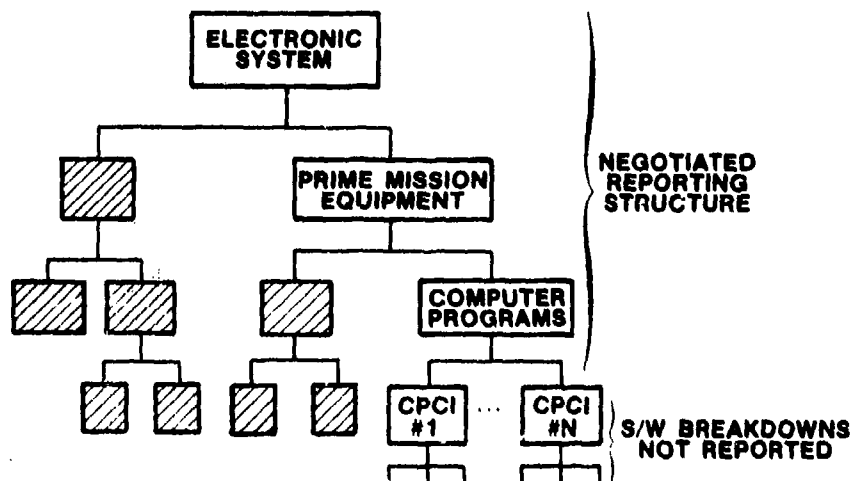 ELECTRONIC
SYSTEM
PRIME MISSION
EQUIPMENT
NEGOTIATED
REPORTING
STRUCTURE
COMPUTER
PROGRAMS
CPCI
#1
...
CPCI
#N
S/W BREAKDOWNS
NOT REPORTED